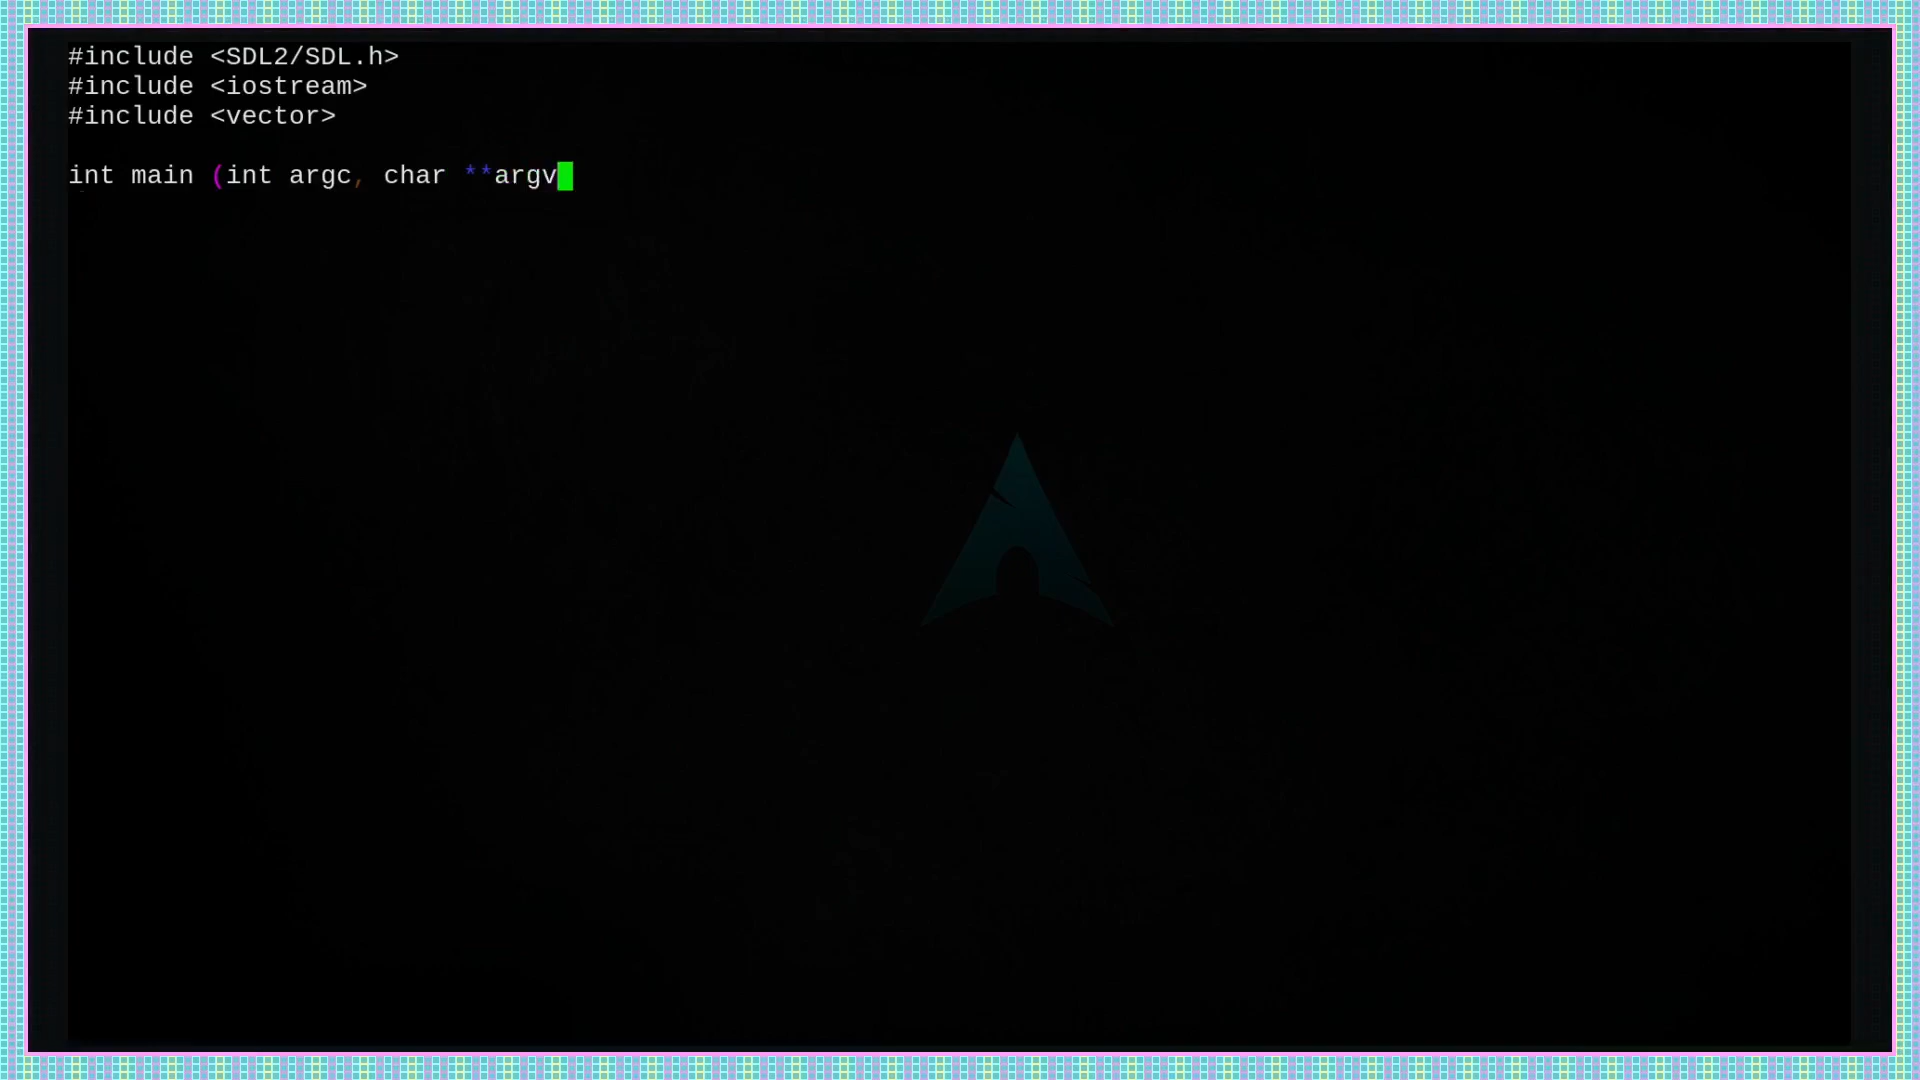 #include <SDL2/SDL.h>
#include <iostream>
#include <vector>
int main (int argc, char **argv